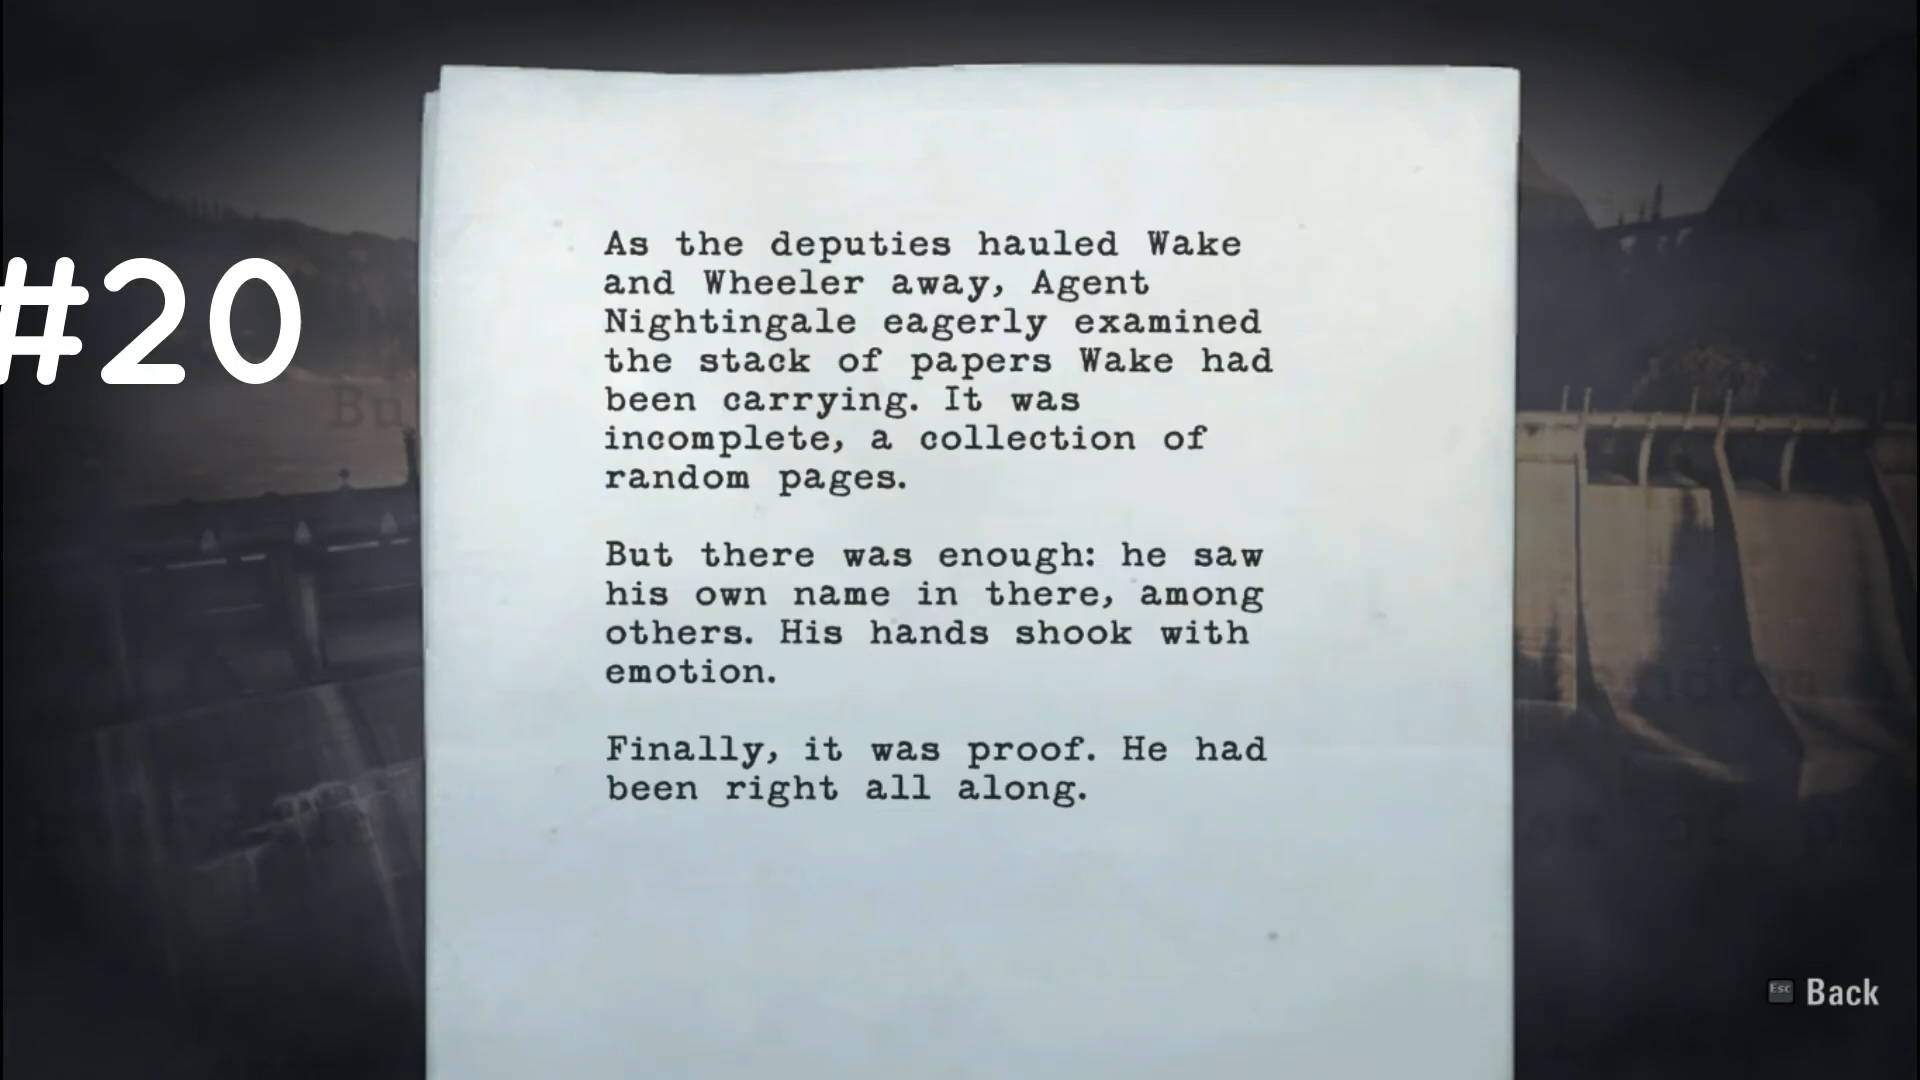 #20
As the deputies hauled Wake
and Wheeler away, Agent
Nightingale eagerly examined
the stack of papers Wake had
been carrying. It was
incomplete, a collection of
random pages.
But there was enough: he saw
his own name in there, among
others. His hands shook with
emotion.
Finally, it was proof. He had
been right all along.
Esc Back